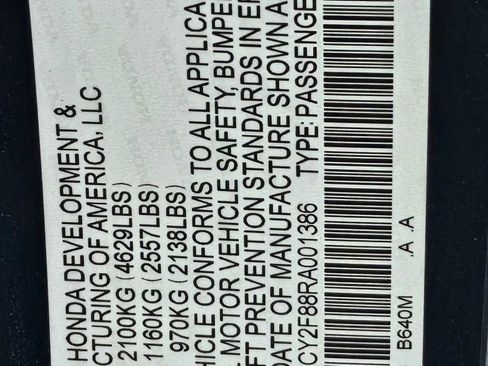 HONDA DEVELOPMENT &
CTURING OF AMERICA, LLC
2100KG (4629LBS)
1160KG (2557LBS)
970KG (2138LBS)
HICLE CONFORMS TO ALL APPLICA
L MOTOR VEHICLE SAFETY, BUMPE
FT PREVENTION STANDARDS IN EF
DATE OF MANUFACTURE SHOWN A
CY2F88RA001386 TYPE: PASSENGE
B640M .A .A